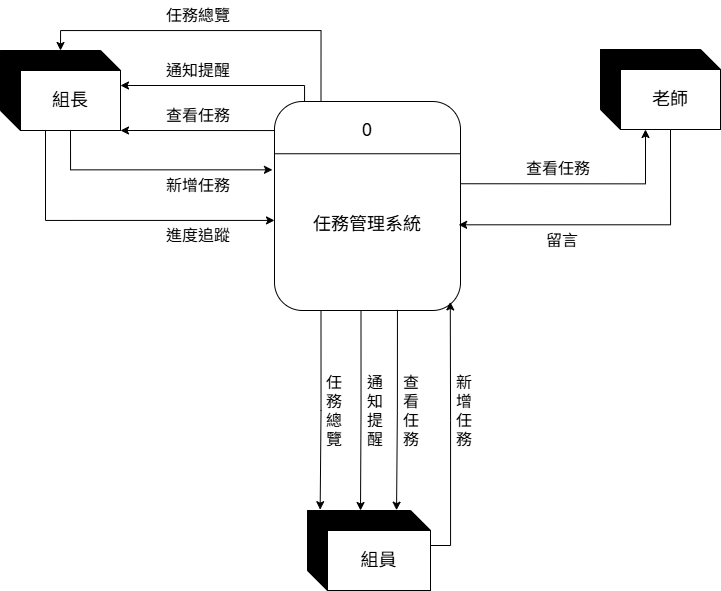 任務總覽
通知提醒
組長
老師
查看任務
0
查看任務
新增任務
任務管理系統
進度追蹤
留言
任務總覽
通知提醒
查看任務
新增任務
組員